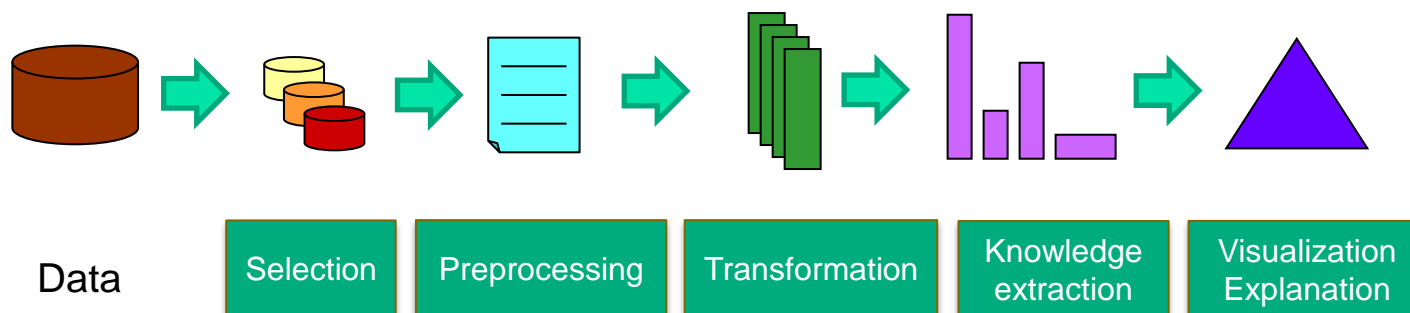 Data
Selection
Preprocessing
Transformation
Knowledge
extraction
Visualization
Explanation